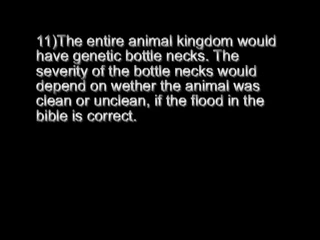 11)The entire animal kingdom would
have genetic bottle necks. The
severity of the bottle necks would
depend on wether the animal was
clean or unclean, if the flood in the
bible is correct.